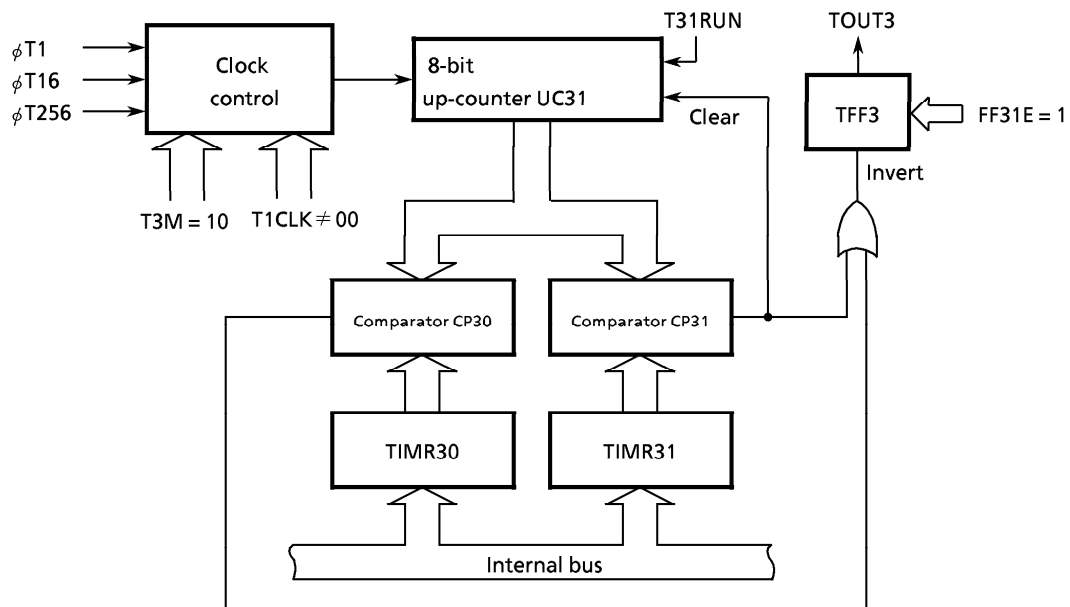 T31RUN
TOUT3
ϕT1
ϕT16
ϕT256
Clock
control
8-bit
up-counter UC31
Clear
TFF3
FF31E = 1
Invert
T3M = 10
T1CLK ≠ 00
Comparator CP30
Comparator CP31
TIMR30
TIMR31
Internal bus